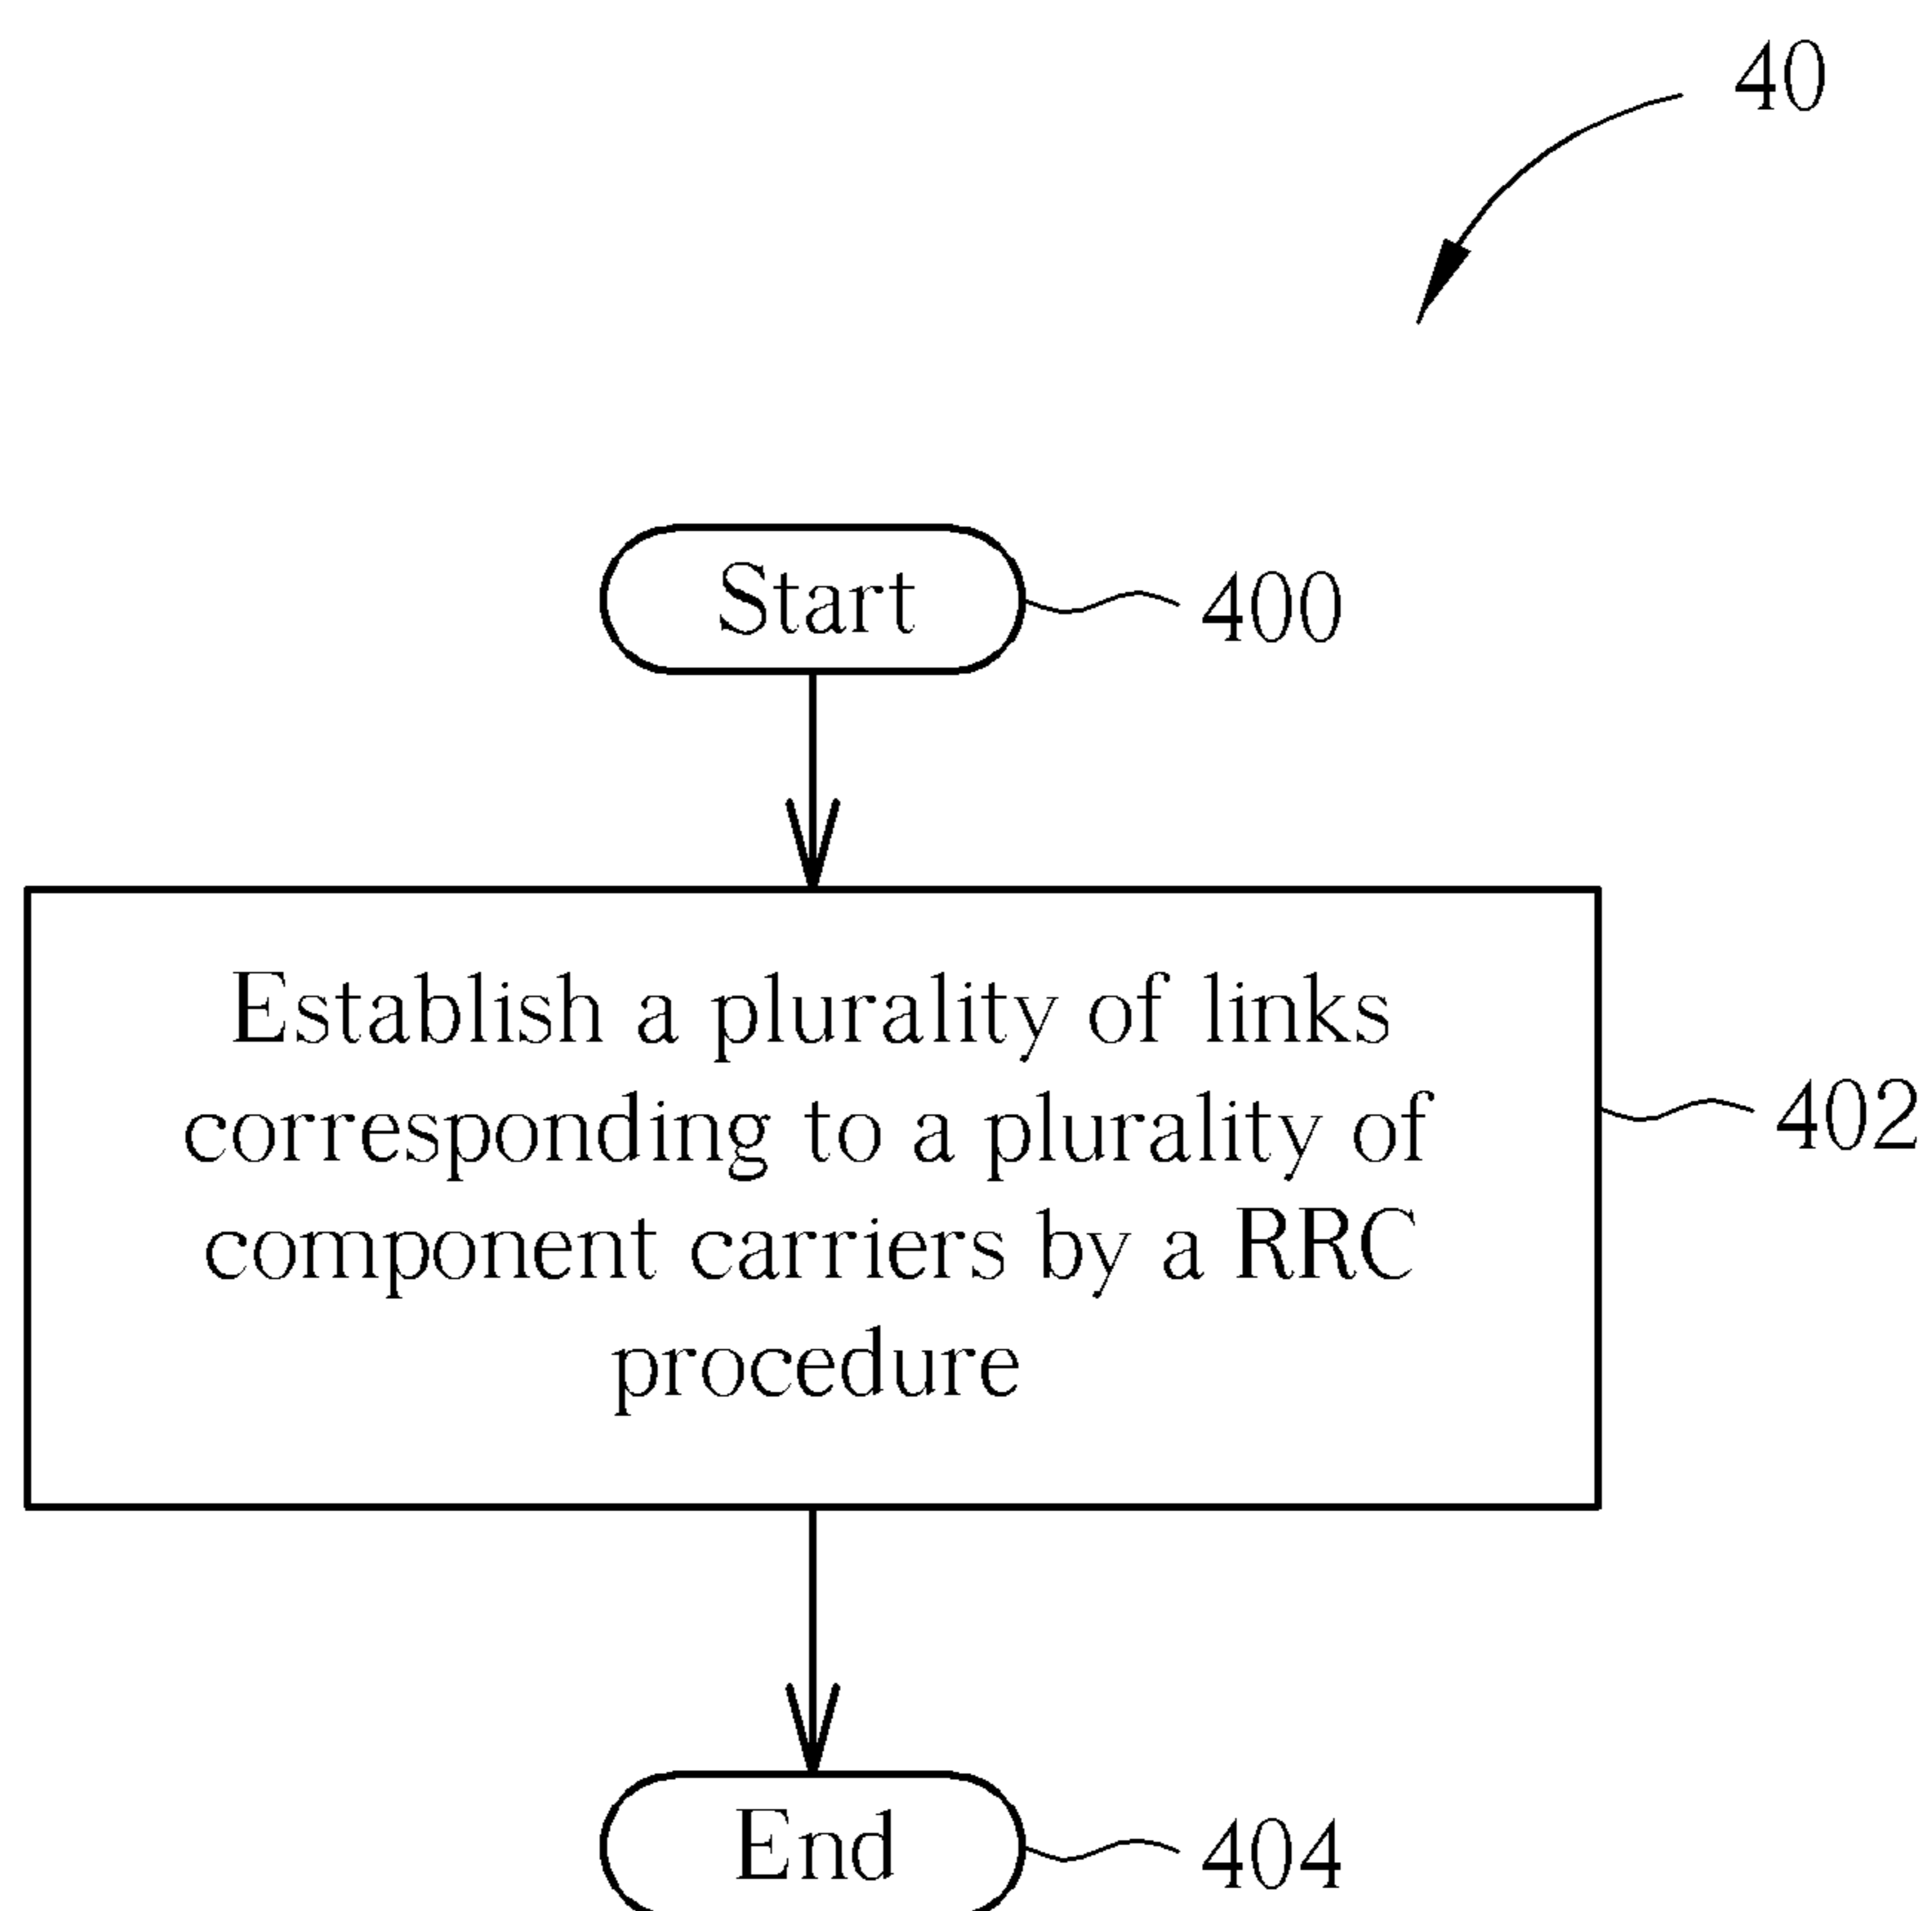 40
Start
400
Establish a plurality of links
corresponding to a plurality of
402
component carriers by a RRC
procedure
End
404